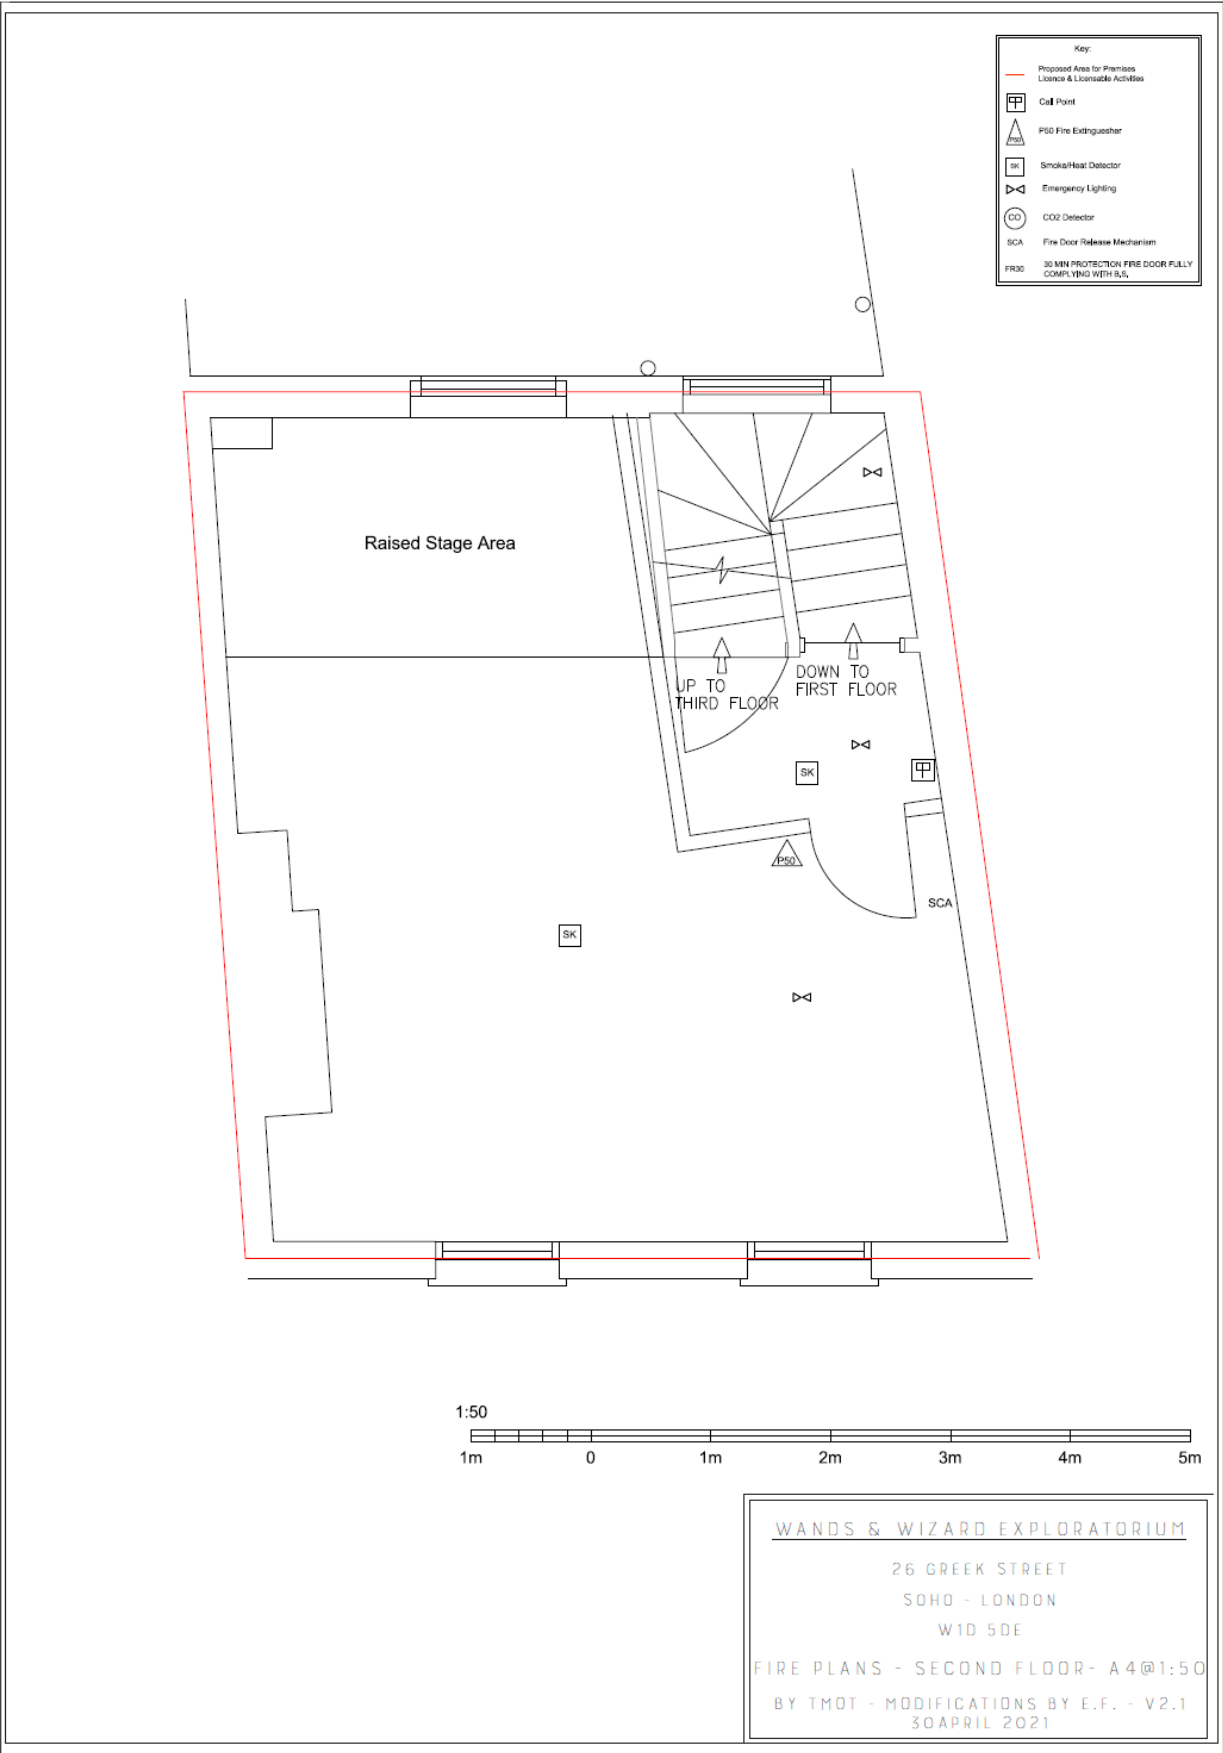 Key:
Proposed Area for Premises
Licence & Licensable Activities
Call Point
P50
P50 Fire Extinguesher
SK
Smoke/Heat Detector
Emergency Lighting
CO
CO2 Detector
SCA
Fire Door Release Mechanism
FR30
30 MIN PROTECTION FIRE DOOR FULLY
COMPLYING WITH B.S.
Raised Stage Area
UP TO
THIRD FLOOR
DOWN TO
FIRST FLOOR
SK
P50
SCA
SK
1:50
1m 0 1m 2m 3m 4m 5m
WANDS & WIZARD EXPLORATORIUM
26 GREEK STREET
SOHO - LONDON
W1D 5DE
FIRE PLANS - SECOND FLOOR- A4@1:50
BY TMOT - MODIFICATIONS BY E.F. - V2.1
30APRIL 2021